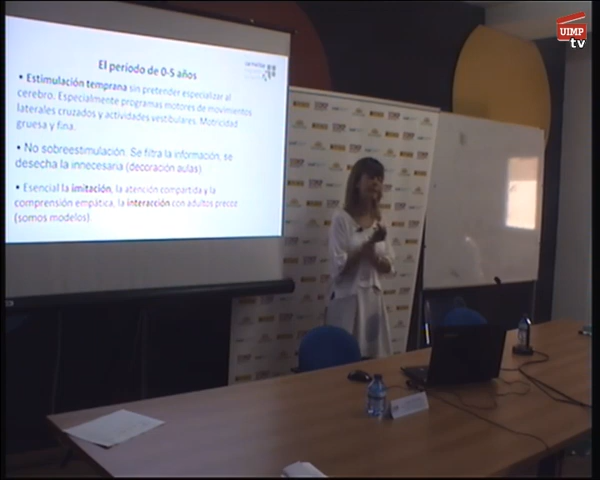 UIMP
tv
El período de 0-5 años
• Estimulación temprana sin pretender especializar al
cerebro. Especialmente programas motores de movimientos
laterales cruzados y actividades vestibulares. Motricidad
gruesa y fina.
• No sobreestimulación. Se filtra la información, se
desecha la innecesaria (decoración aulas).
• Esencial la imitación, la atención compartida y la
comprensión empática, la interacción con adultos precoz
(somos modelos).